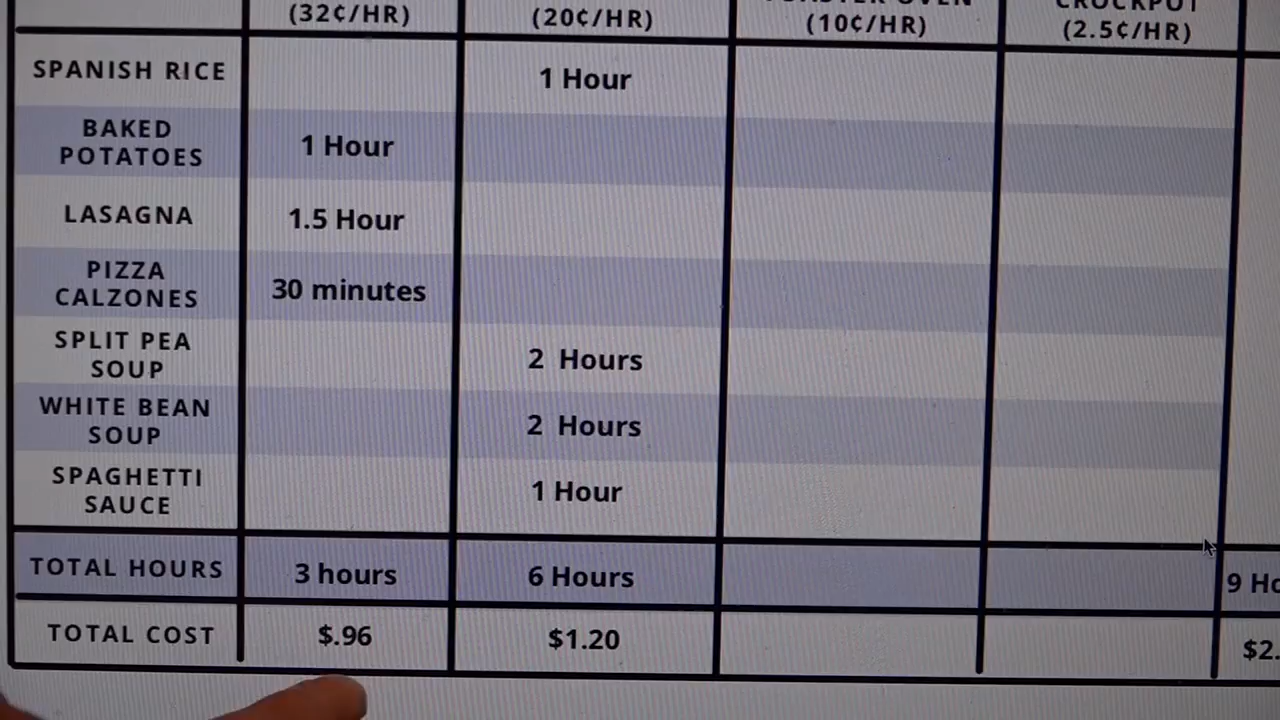 (32¢/HR) (20¢/HR) (10¢/HR) (2.5¢/HR)
SPANISH RICE 1 Hour
BAKED
POTATOES 1 Hour
LASAGNA 1.5 Hour
PIZZA
CALZONES 30 minutes
SPLIT PEA
SOUP 2 Hours
WHITE BEAN
SOUP 2 Hours
SPAGHETTI
SAUCE 1 Hour
TOTAL HOURS 3 hours 6 Hours 9
TOTAL COST $.96 $1.20 $2.